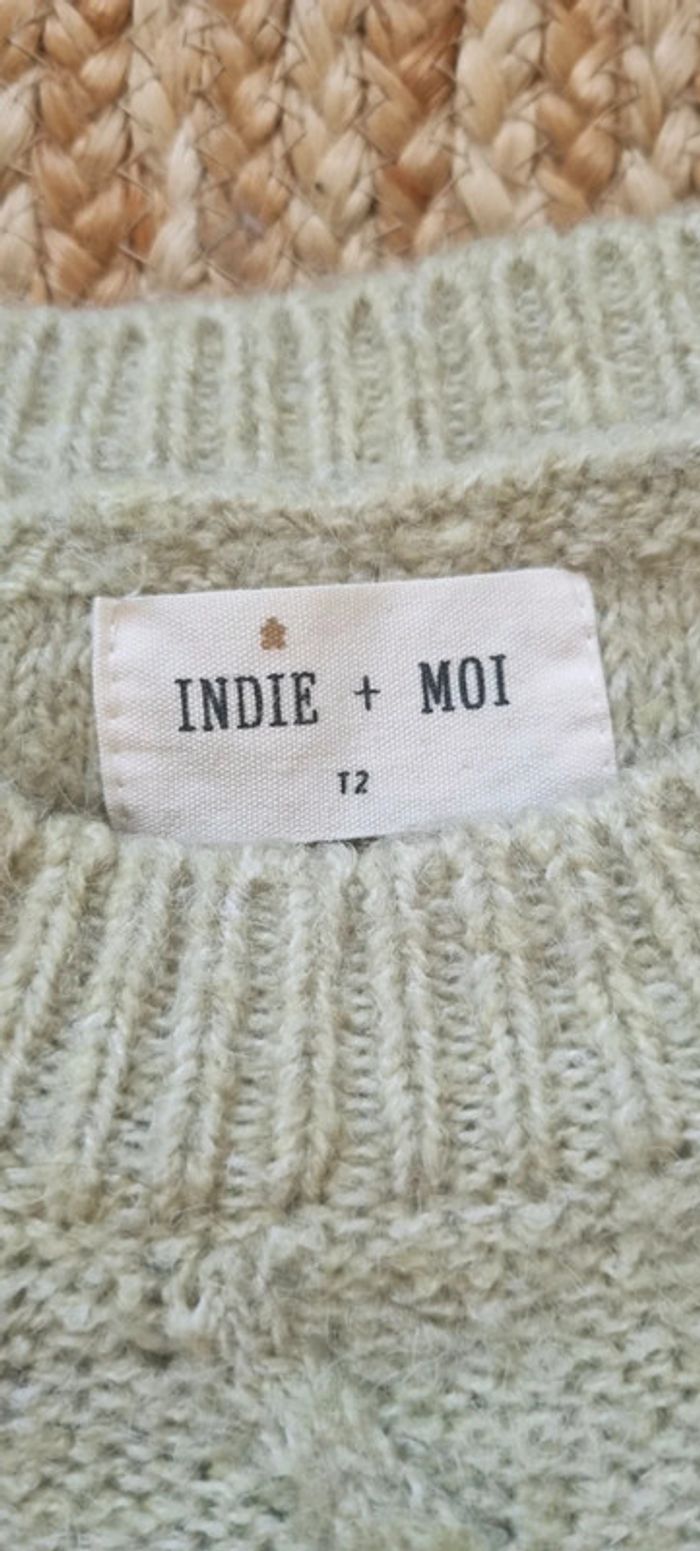 INDIE + MOI
T2